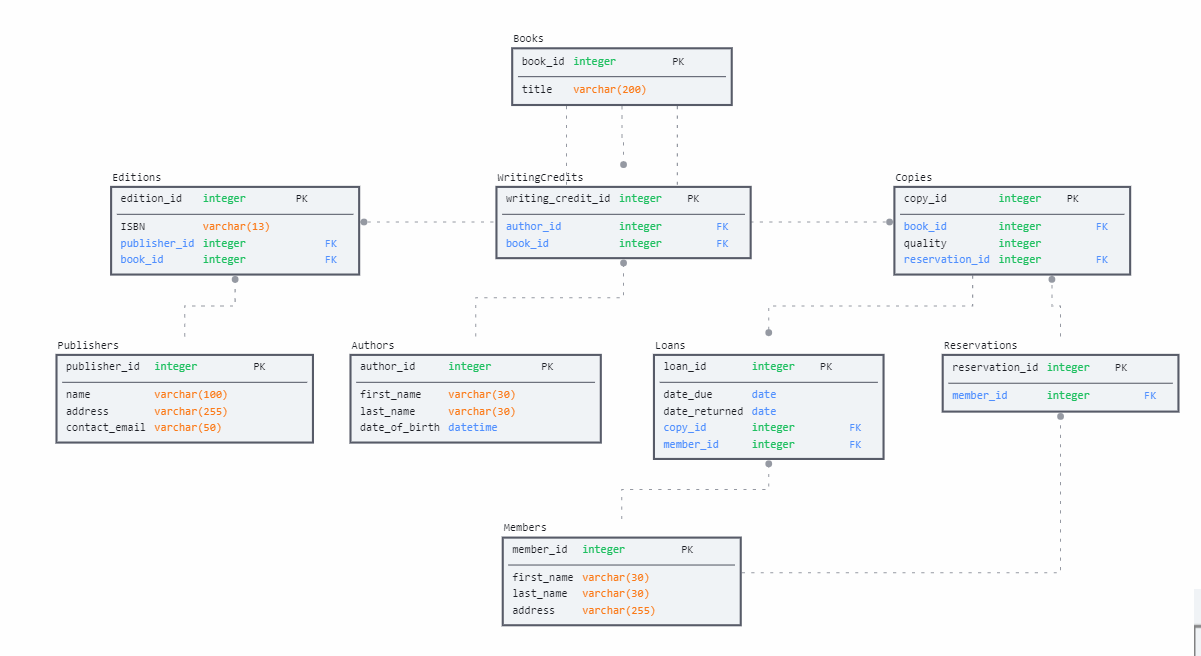 Books
book_id integer PK
title varchar(200)
Editions
edition_id integer PK
ISBN varchar(13)
publisher_id integer FK
book_id integer FK
WritingCredits
writing_credit_id integer PK
author_id integer FK
book_id integer FK
Copies
copy_id integer PK
book_id integer FK
quality integer
reservation_id integer FK
Publishers
publisher_id integer PK
name varchar(100)
address varchar(255)
contact_email varchar(50)
Authors
author_id integer PK
first_name varchar(30)
last_name varchar(30)
date_of_birth datetime
Loans
loan_id integer PK
date_due date
date_returned date
copy_id integer FK
member_id integer FK
Reservations
reservation_id integer PK
member_id integer FK
Members
member_id integer PK
first_name varchar(30)
last_name varchar(30)
address varchar(255)